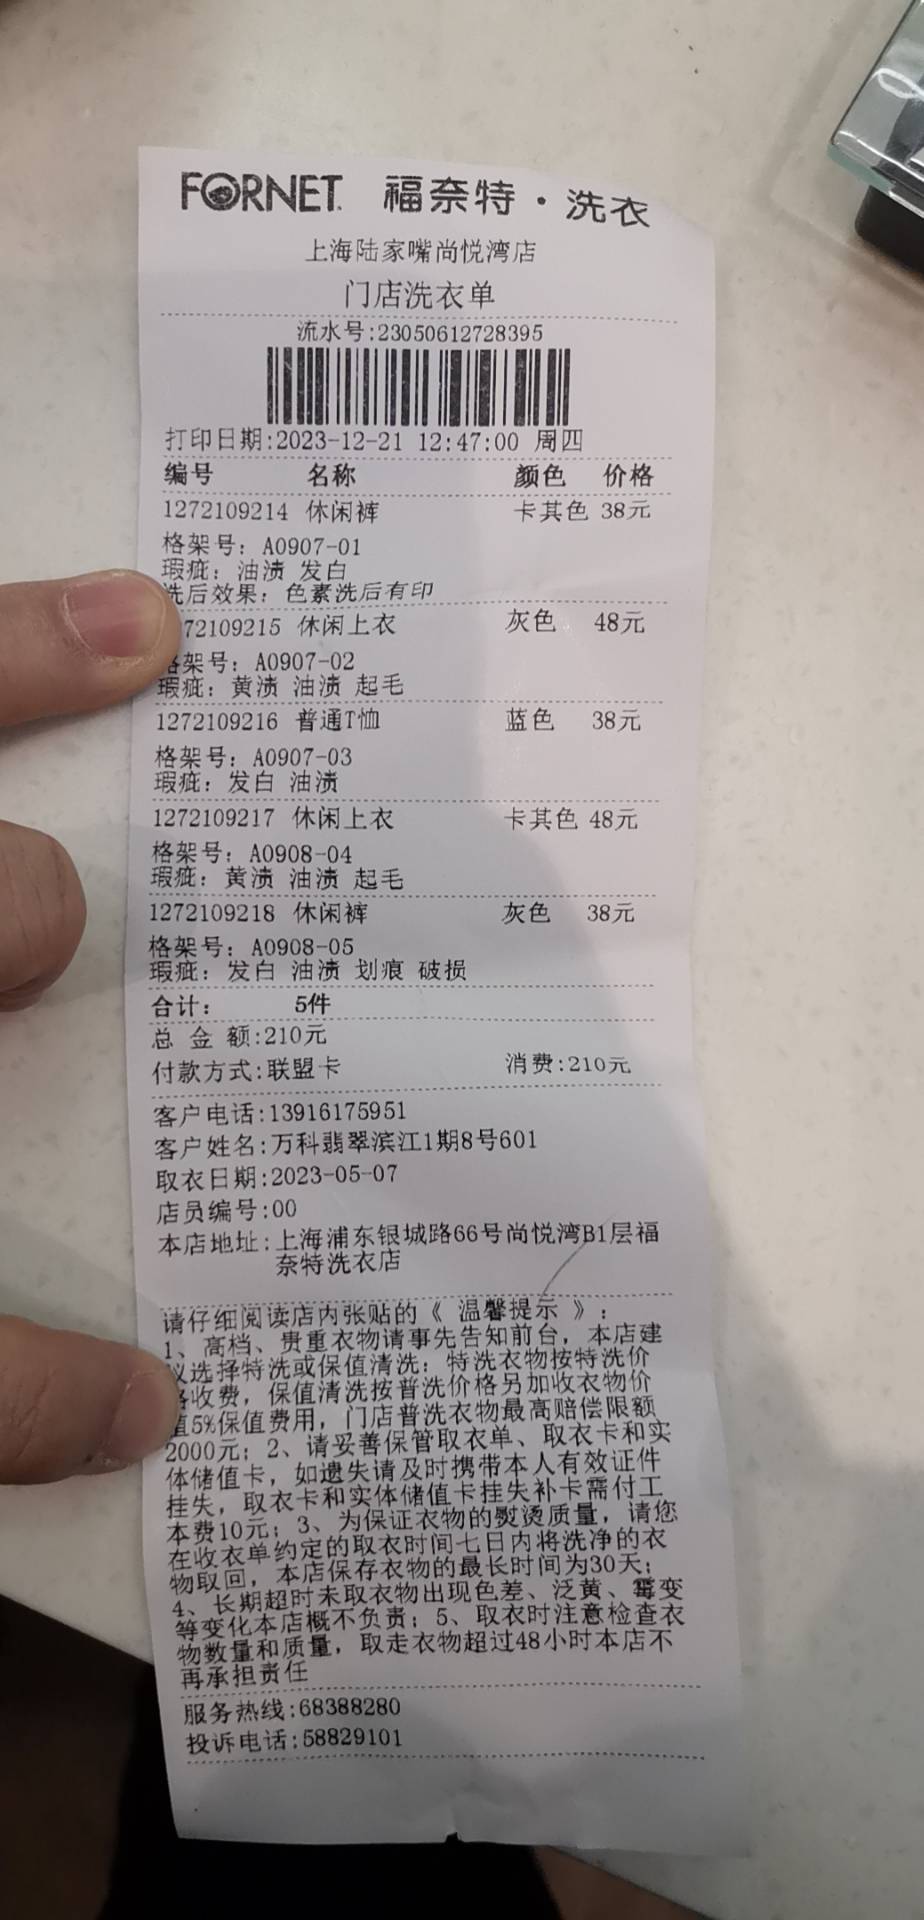 FORNET 福奈特·洗衣
上海陆家嘴尚悦湾店
门店洗衣单
流水号:23050612728395
打印日期:2023-12-21 12:47:00 周四
编号 名称 颜色 价格
1272109214 休闲裤 卡其色 38元
格架号: A0907-01
瑕疵: 油渍 发白
洗后效果: 色素洗后有印
72109215 休闲上衣 灰色 48元
格架号: A0907-02
瑕疵: 黄渍 油渍 起毛
1272109216 普通T恤 蓝色 38元
格架号: A0907-03
瑕疵: 发白 油渍
1272109217 休闲上衣 卡其色 48元
格架号: A0908-04
瑕疵: 黄渍 油渍 起毛
1272109218 休闲裤 灰色 38元
格架号: A0908-05
瑕疵: 发白 油渍 划痕 破损
合计: 5件
总 金 额:210元
付款方式:联盟卡 消费:210元
客户电话:13916175951
客户姓名:万科翡翠滨江1期8号601
取衣日期:2023-05-07
店员编号:00
本店地址:上海浦东银城路66号尚悦湾B1层福
奈特洗衣店
请仔细阅读店内张贴的《 温馨提示 》:
1、高档、贵重衣物请事先告知前台，本店建
议选择特洗或保值清洗；特洗衣物按特洗价
格收费，保值清洗按普洗价格另加收衣物价
值5%保值费用，门店普洗衣物最高赔偿限额
2000元；2、请妥善保管取衣单、取衣卡和实
体储值卡，如遗失请及时携带本人有效证件
挂失，取衣卡和实体储值卡挂失补卡需付工
本费10元；3、为保证衣物的熨烫质量，请您
在收衣单约定的取衣时间七日内将洗净的衣
物取回，本店保存衣物的最长时间为30天；
4、长期超时未取衣物出现色差、泛黄、霉变
等变化本店概不负责；5、取衣时注意检查衣
物数量和质量，取走衣物超过48小时本店不
再承担责任
服务热线:68388280
投诉电话:58829101